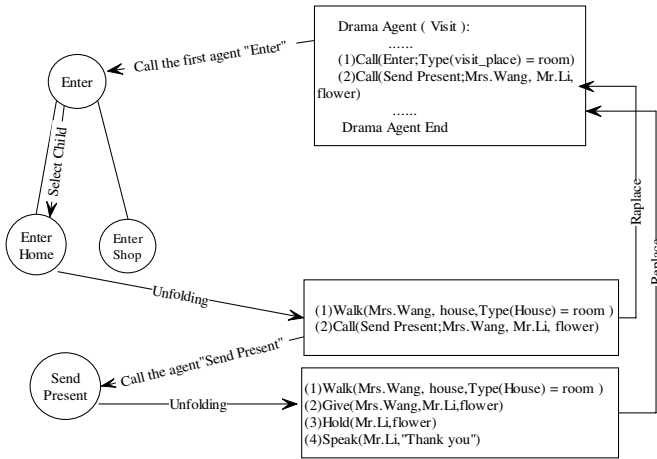 Drama Agent ( Visit ):
......
(1)Call(Enter;Type(visit_place) = room)
(2)Call(Send Present;Mrs.Wang, Mr.Li,
flower)
......
Drama Agent End
Call the first agent "Enter"
Enter
Select Child
Enter
Home
Enter
Shop
Raplace
Replace
Unfolding
(1)Walk(Mrs.Wang, house,Type(House) = room )
(2)Call(Send Present;Mrs.Wang, Mr.Li, flower)
Call the agent"Send Present"
Send
Present
Unfolding
(1)Walk(Mrs.Wang, house,Type(House) = room )
(2)Give(Mrs.Wang,Mr.Li,flower)
(3)Hold(Mr.Li,flower)
(4)Speak(Mr.Li,"Thank you")